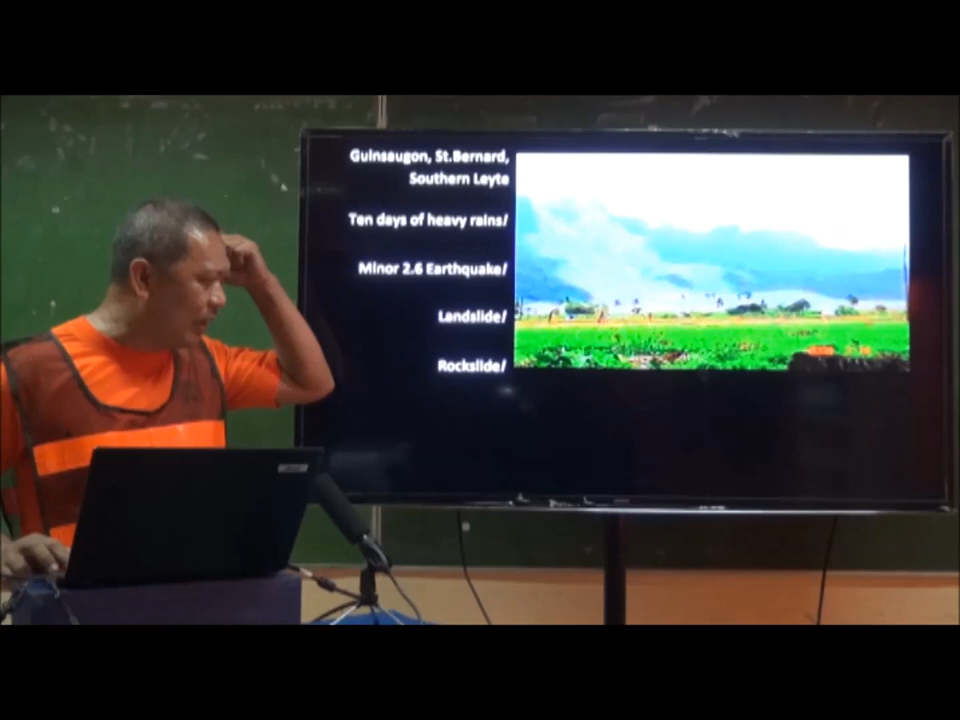 Guinsaugon, St.Bernard,
Southern Leyte
Ten days of heavy rains/
Minor 2.6 Earthquake/
Landslide/
Rockslide/